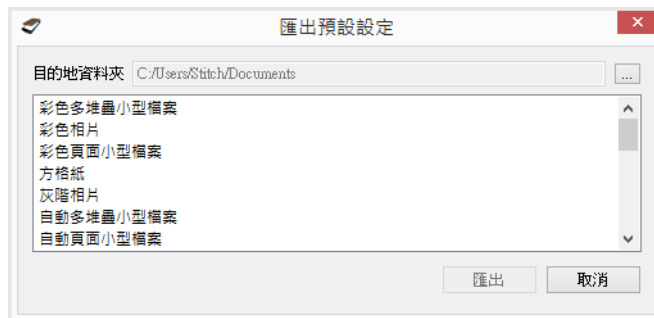 匯出預設設定
目的地資料夾 C:/Users/Stitch/Documents ...
彩色多堆疊小型檔案
彩色相片
彩色頁面小型檔案
方格紙
灰階相片
自動多堆疊小型檔案
自動頁面小型檔案
匯出 取消